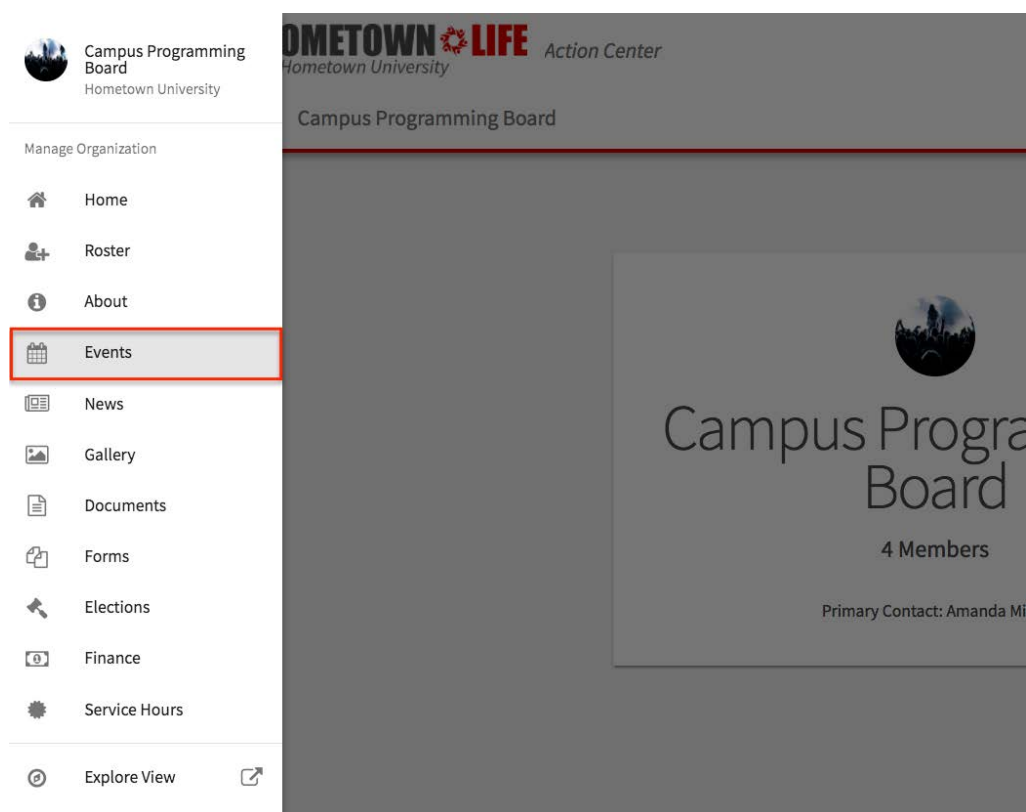 Campus Programming
Board
Hometown University
Manage Organization
Home
Roster
About
Events
News
Gallery
Documents
Forms
Elections
Finance
Service Hours
Explore View
OMETOWN LIFE Action Center
Hometown University
Campus Programming Board
Campus Progra
Board
4 Members
Primary Contact: Amanda Mi